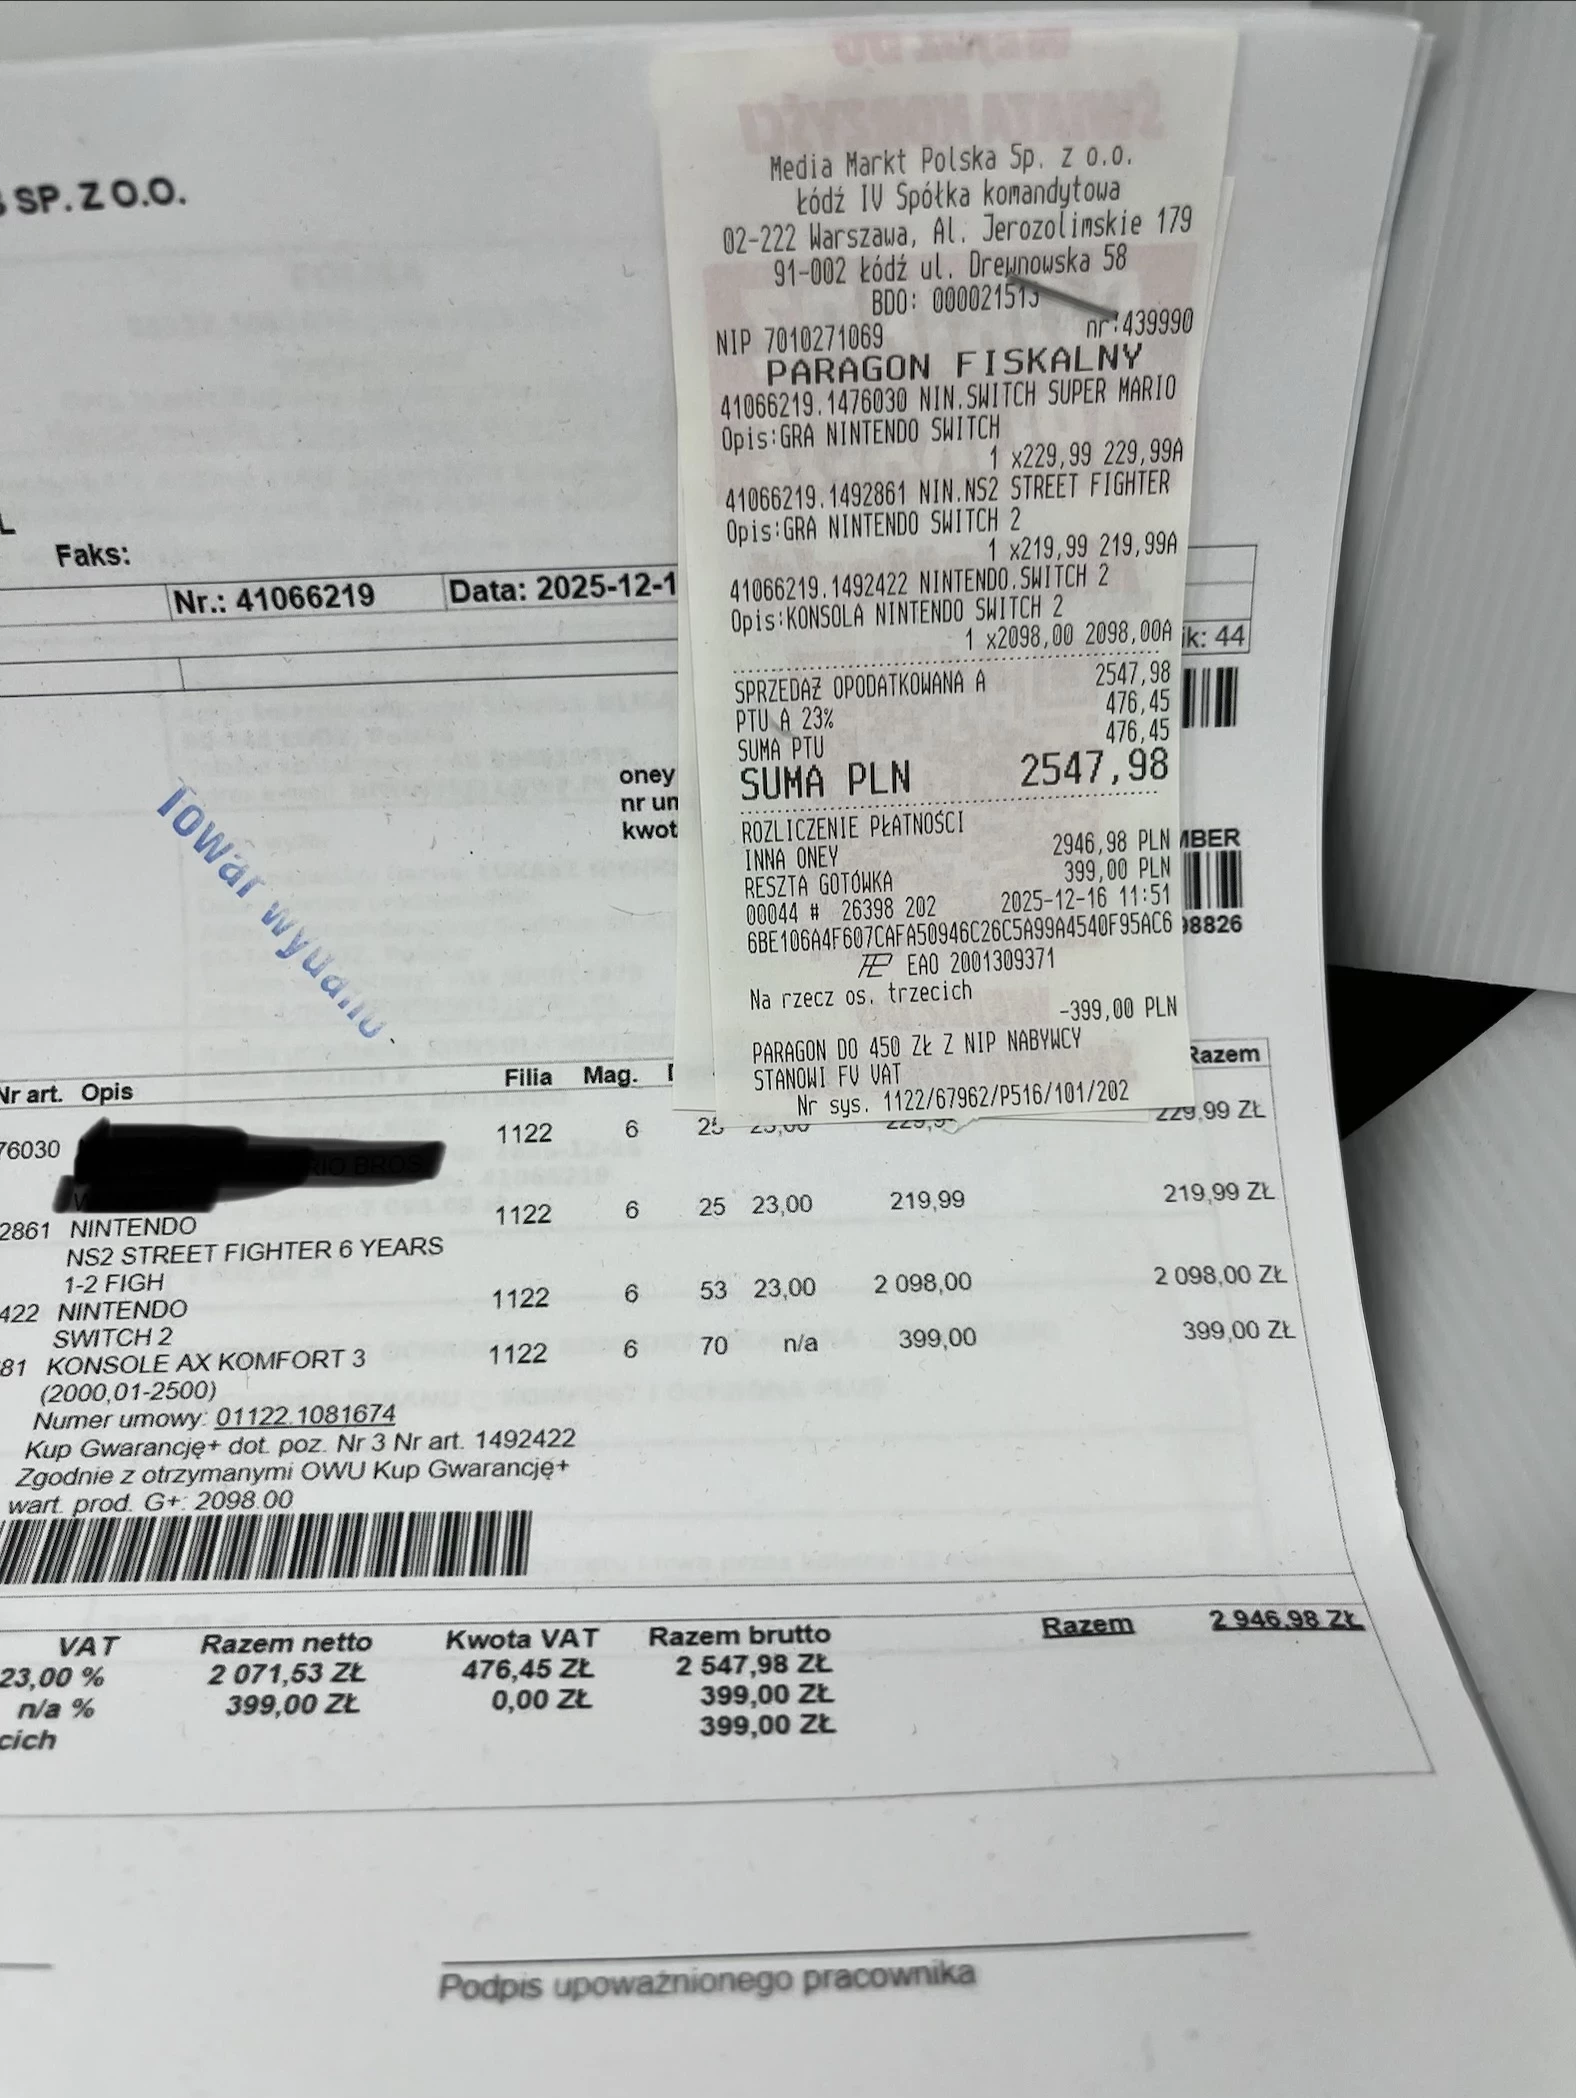 Media Markt Polska Sp. z o.o.
Łódź IV Spółka komandytowa
02-222 Warszawa, Al. Jerozolimskie 179
91-002 Łódź ul. Drewnowska 58
BDO: 000021513
NIP 7010271069 nr:439990
PARAGON FISKALNY
41066219.1476030 NIN.SWITCH SUPER MARIO
Opis:GRA NINTENDO SWITCH
1 x229,99 229,99A
41066219.1492861 NIN.NS2 STREET FIGHTER
Opis:GRA NINTENDO SWITCH 2
1 x219,99 219,99A
41066219.1492422 NINTENDO.SWITCH 2
Opis:KONSOLA NINTENDO SWITCH 2
1 x2098,00 2098,00A
SPRZEDAŻ OPODATKOWANA A 2547,98
PTU A 23% 476,45
SUMA PTU 476,45
SUMA PLN 2547,98
ROZLICZENIE PŁATNOŚCI
INNA ONEY 2946,98 PLN
RESZTA GOTÓWKA 399,00 PLN
00044 # 26398 202 2025-12-16 11:51
6BE106A4F607CAFA50946C26C5A99A4540F95AC6
EAO 2001309371
Na rzecz os. trzecich
-399,00 PLN
PARAGON DO 450 ZŁ Z NIP NABYWCY
STANOWI FV VAT
Nr sys. 1122/67962/P516/101/202
SP. Z O.O.
L
Faks:
Nr.: 41066219 Data: 2025-12-1
ik: 44
oney
nr um
kwot
MBER
98826
Towar wydano
Nr art. Opis Filia Mag. Razem
76030 RIO BROS. 1122 6 25 23,00 229,9 229,99 ZŁ
2861 NINTENDO 1122 6 25 23,00 219,99 219,99 ZŁ
NS2 STREET FIGHTER 6 YEARS
1-2 FIGH
422 NINTENDO 1122 6 53 23,00 2 098,00 2 098,00 ZŁ
SWITCH 2
81 KONSOLE AX KOMFORT 3 1122 6 70 n/a 399,00 399,00 ZŁ
(2000,01-2500)
Numer umowy: 01122.1081674
Kup Gwarancję+ dot. poz. Nr 3 Nr art. 1492422
Zgodnie z otrzymanymi OWU Kup Gwarancję+
wart. prod. G+: 2098.00
VAT Razem netto Kwota VAT Razem brutto Razem 2 946,98 ZŁ
23,00 % 2 071,53 ZŁ 476,45 ZŁ 2 547,98 ZŁ
n/a % 399,00 ZŁ 0,00 ZŁ 399,00 ZŁ
cich 399,00 ZŁ
Podpis upoważnionego pracownika